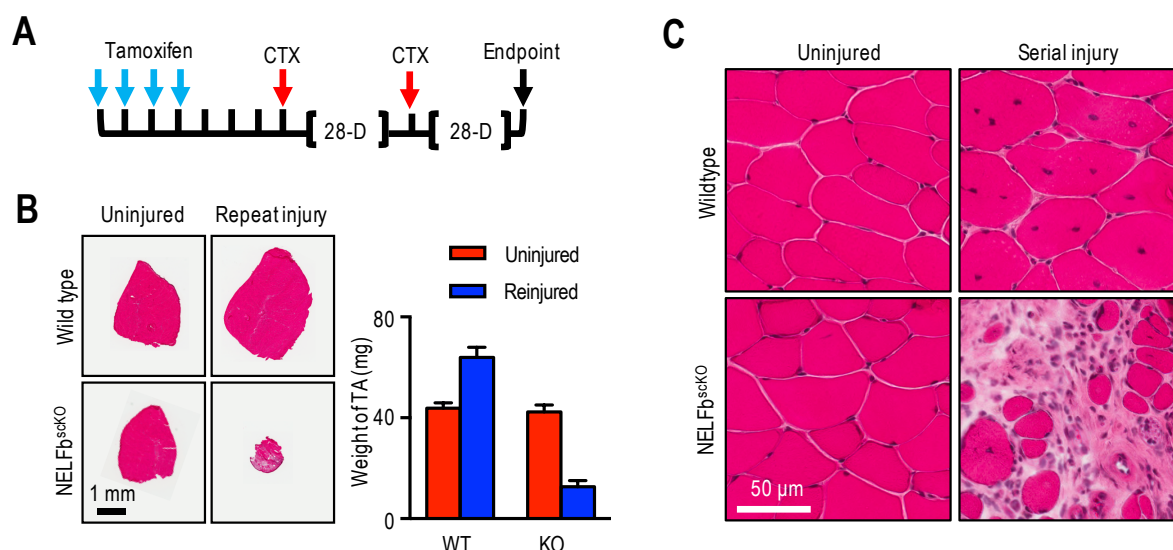 A
Tamoxifen
CTX
CTX
Endpoint
28-D
28-D
B
Uninjured
Repeat injury
Wild type
NELFb^scKO
1 mm
Uninjured
Reinjured
Weight of TA (mg)
80
40
0
WT
KO
C
Uninjured
Serial injury
Wildtype
NELFb^scKO
50 µm